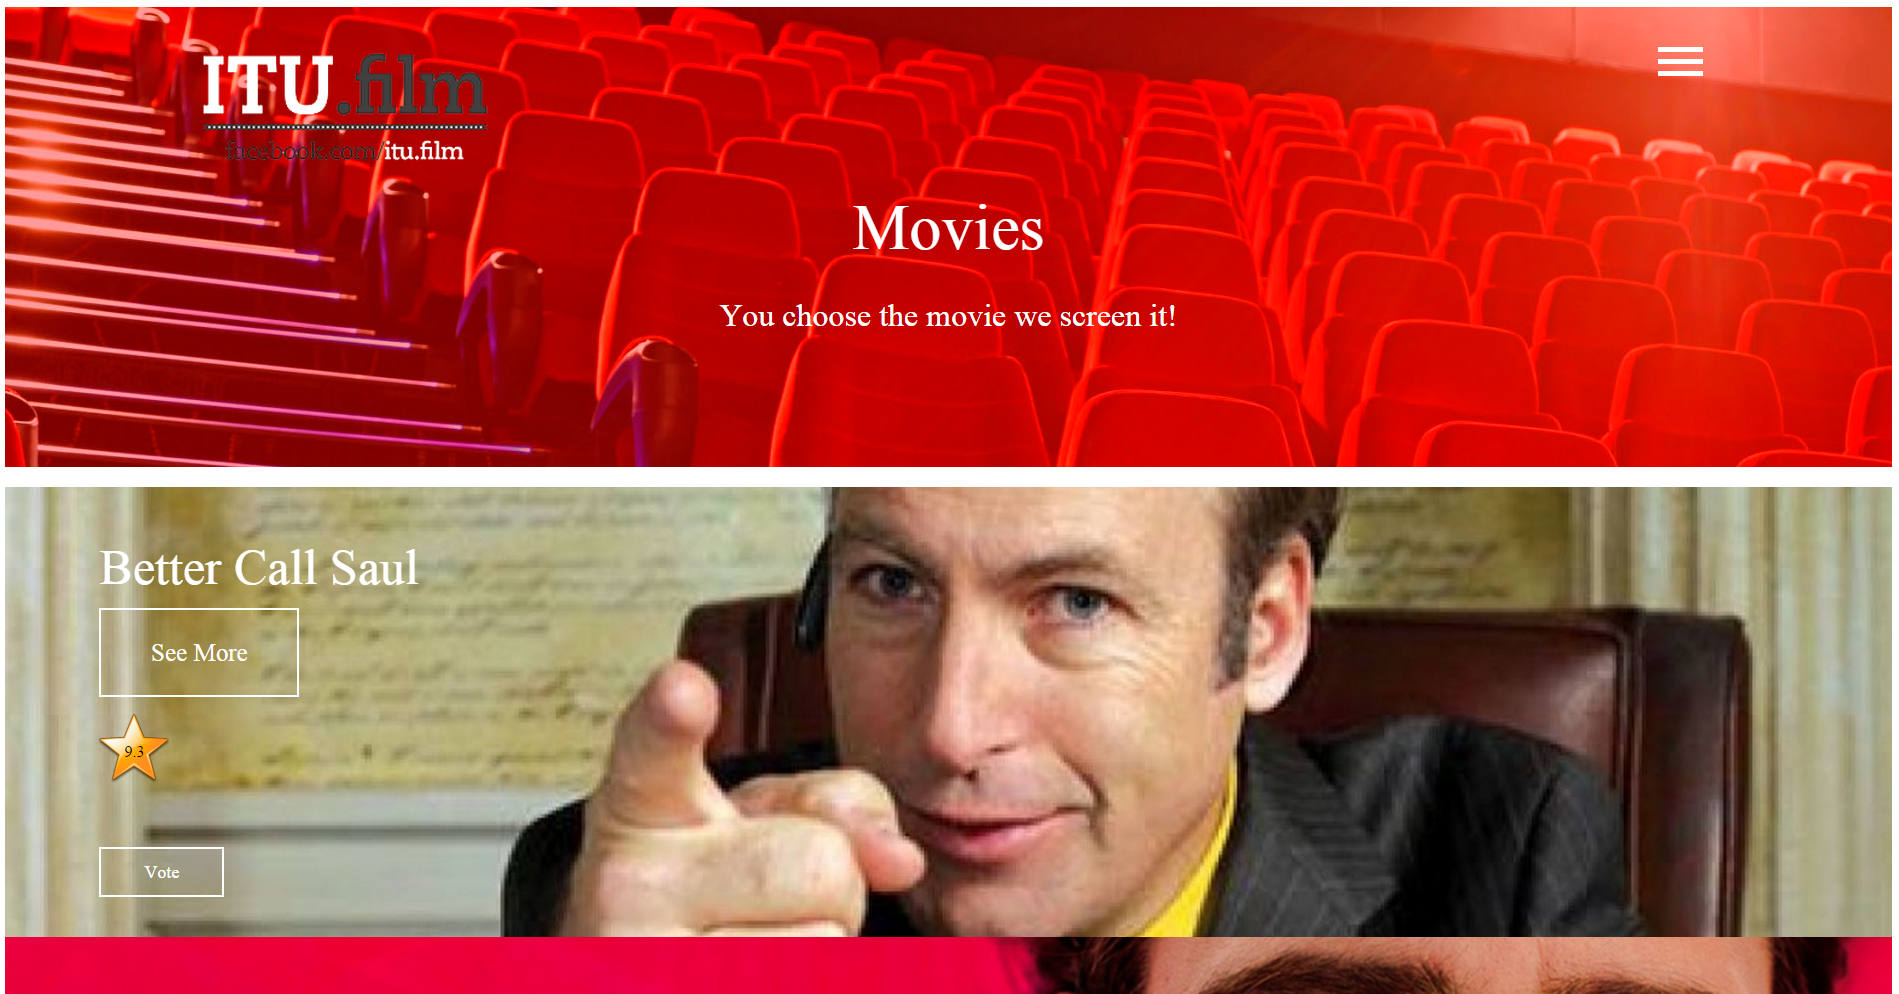 ITU.film
facebook.com/itu.film
Movies
You choose the movie we screen it!
Better Call Saul
See More
9.3
Vote